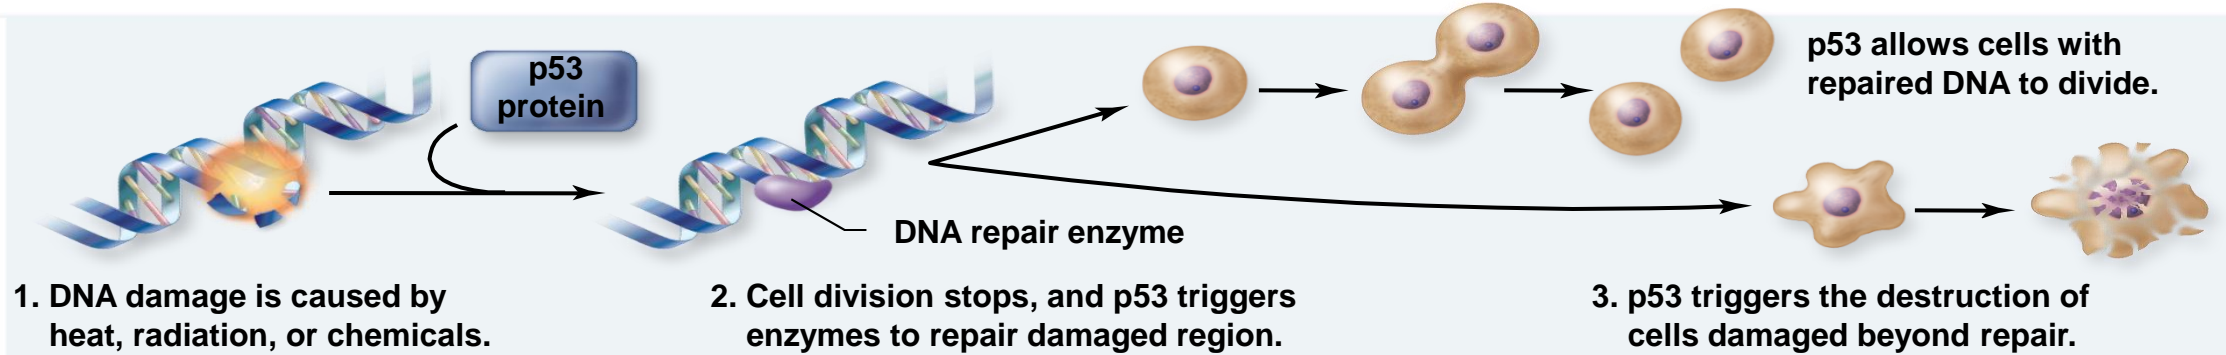 p53
protein
DNA repair enzyme
p53 allows cells with
repaired DNA to divide.
1. DNA damage is caused by
heat, radiation, or chemicals.
2. Cell division stops, and p53 triggers
enzymes to repair damaged region.
3. p53 triggers the destruction of
cells damaged beyond repair.